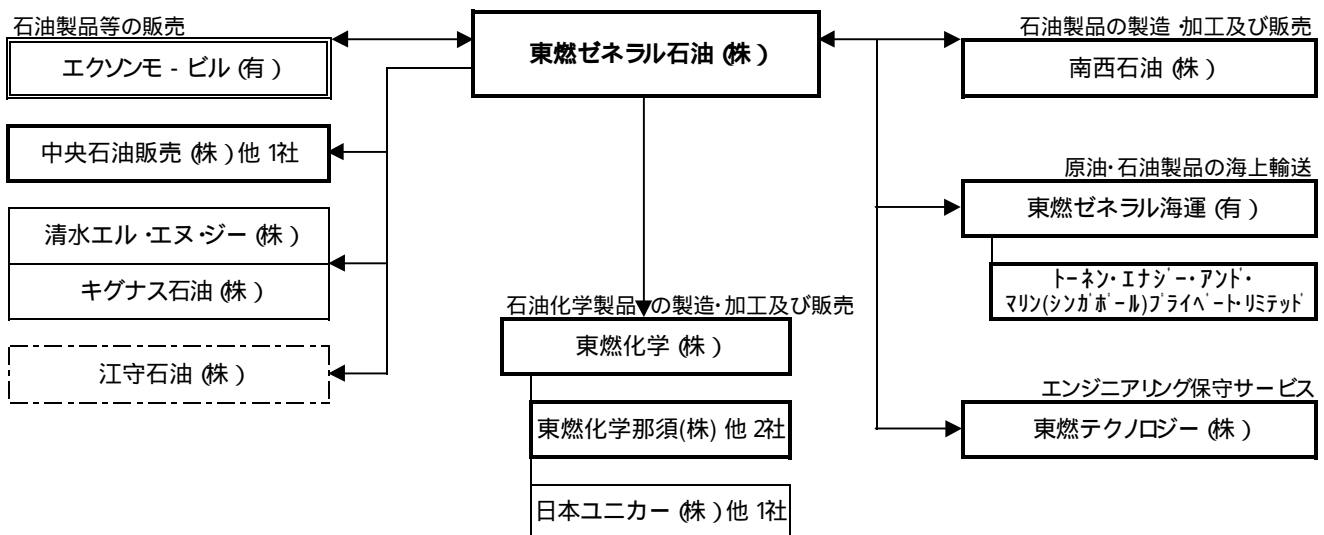 石油製品等の販売
エクソンモ - ビル (有 )
中央石油販売 (株 ) 他 1社
清水エル ・エヌ・ジー (株 )
キグナス石油 (株 )
江守石油 (株 )
東燃ゼネラル石油 (株 )
石油化学製品 の製造・加工及び販売
東燃化学 (株 )
東燃化学那須(株) 他 2社
日本ユニカー (株 ) 他 1社
石油製品の製造 ・加工及び販売
南西石油 (株 )
原油・石油製品の海上輸送
東燃ゼネラル海運 (有 )
ﾄｰﾈﾝ・ｴﾅｼﾞｰ・ｱﾝﾄﾞ・
ﾏﾘﾝ(ｼﾝｶﾞﾎﾟｰﾙ)ﾌﾟﾗｲﾍﾞｰﾄ・ﾘﾐﾃｯﾄﾞ
エンジニアリング保守サービス
東燃テクノロジー (株 )